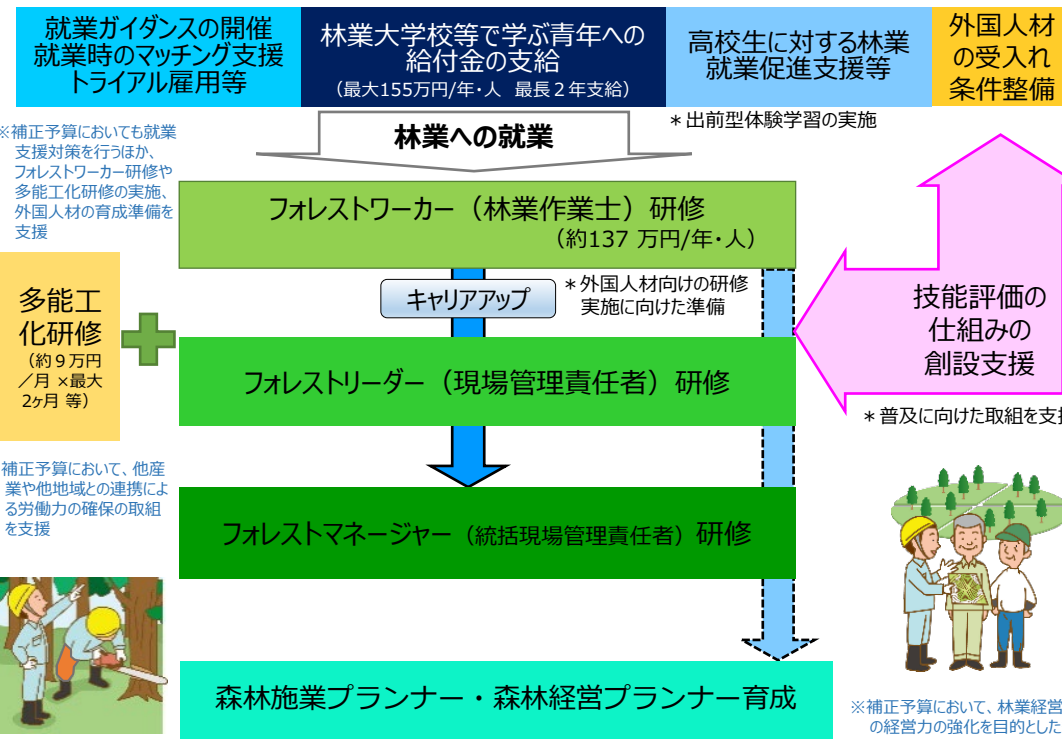 就業ガイダンスの開催
就業時のマッチング支援
トライアル雇用等
林業大学校等で学ぶ青年への
給付金の支給
（最大155万円/年・人　最長２年支給）
高校生に対する林業
就業促進支援等
外国人材
の受入れ
条件整備
＊出前型体験学習の実施
林業への就業
※補正予算においても就業
支援対策を行うほか、
フォレストワーカー研修や
多能工化研修の実施、
外国人材の育成準備を
支援
フォレストワーカー（林業作業士）研修
（約137 万円/年・人）
キャリアアップ
＊外国人材向けの研修
実施に向けた準備
多能工
化研修
（約９万円
／月 ×最大
2ヶ月 等）
技能評価の
仕組みの
創設支援
フォレストリーダー（現場管理責任者）研修
＊普及に向けた取組を支援
補正予算において、他産
業や他地域との連携によ
る労働力の確保の取組
を支援
フォレストマネージャー（統括現場管理責任者）研修
森林施業プランナー・森林経営プランナー育成
※補正予算において、林業経営
の経営力の強化を目的とした